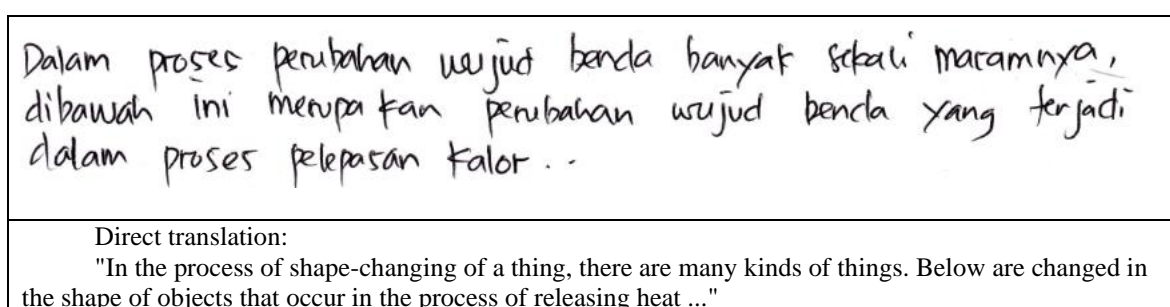 Dalam proses perubahan wujud benda banyak sekali macamnya,
dibawah ini merupakan perubahan wujud benda yang terjadi
dalam proses pelepasan kalor ..
Direct translation:
"In the process of shape-changing of a thing, there are many kinds of things. Below are changed in
the shape of objects that occur in the process of releasing heat ..."